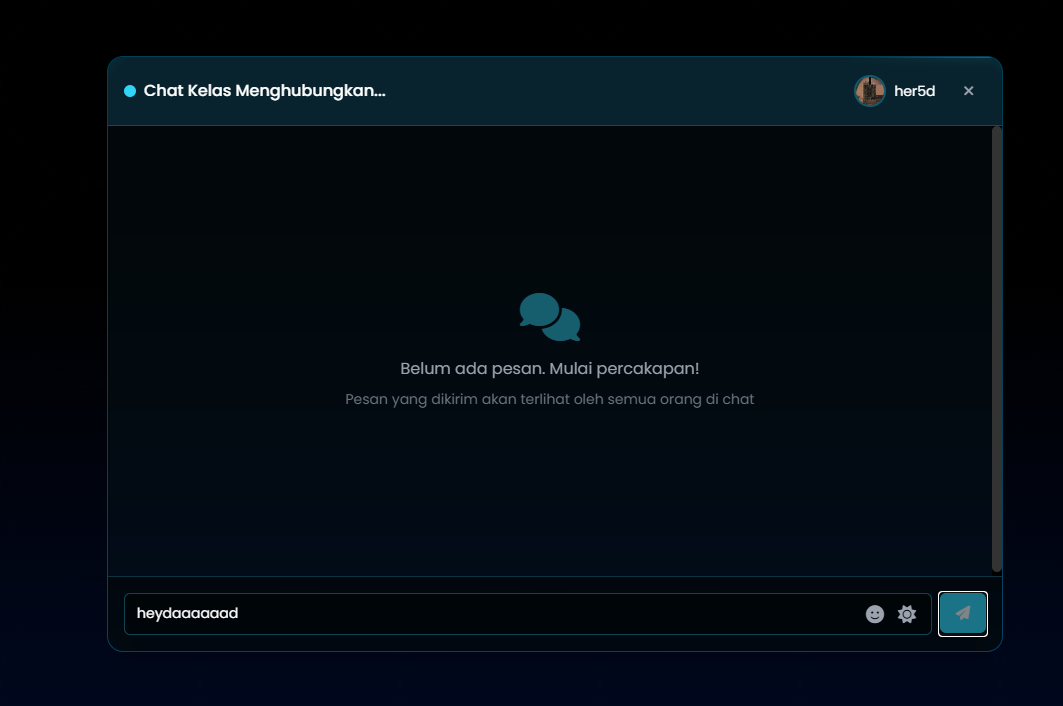 Chat Kelas Menghubungkan...
her5d
Belum ada pesan. Mulai percakapan!
Pesan yang dikirim akan terlihat oleh semua orang di chat
heydaaaaaad